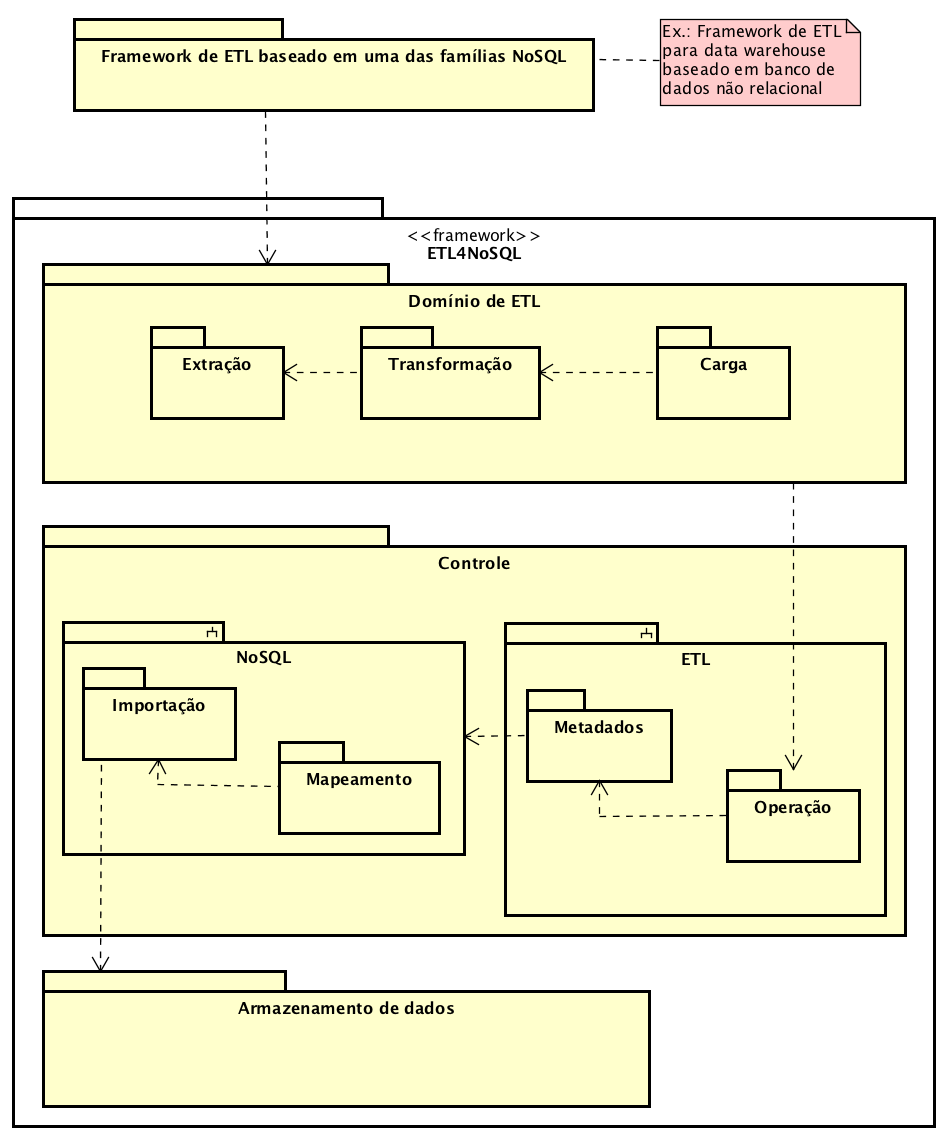 Framework de ETL baseado em uma das famílias NoSQL
Ex.: Framework de ETL
para data warehouse
baseado em banco de
dados não relacional
<<framework>>
ETL4NoSQL
Domínio de ETL
Extração
Transformação
Carga
Controle
NoSQL
Importação
Mapeamento
ETL
Metadados
Operação
Armazenamento de dados